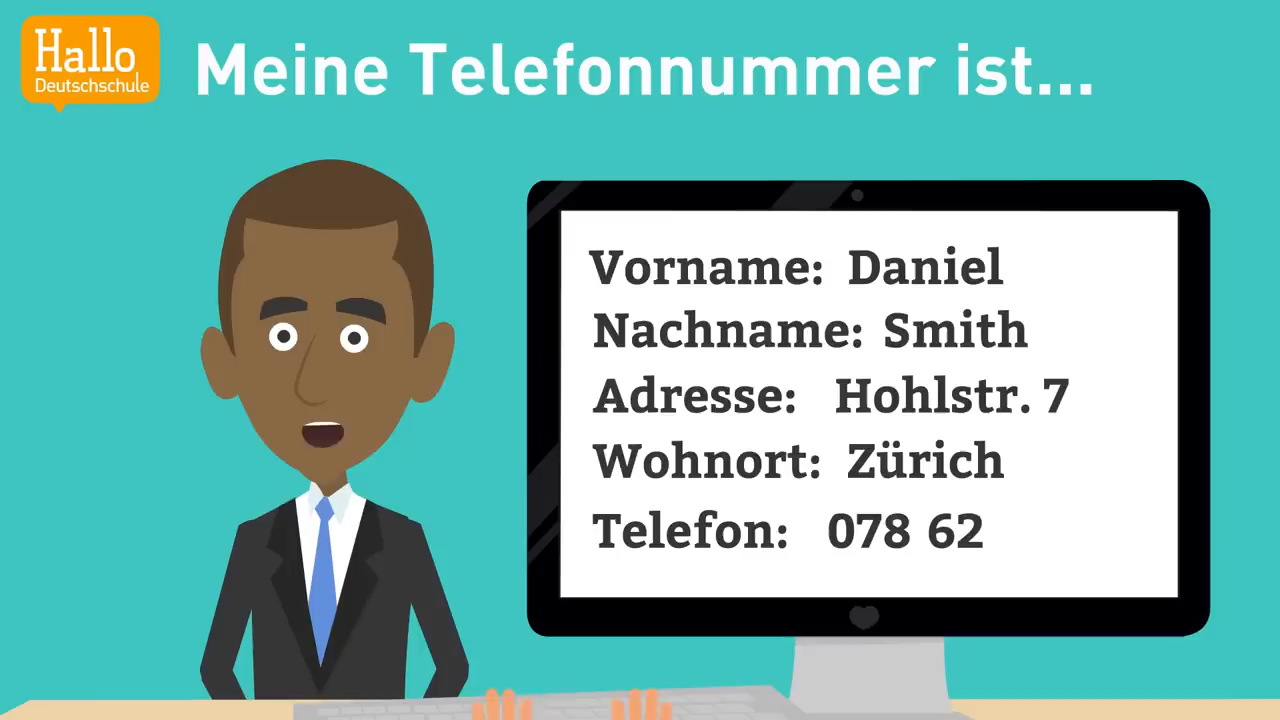 Hallo
Deutschschule
Meine Telefonnummer ist...
Vorname: Daniel
Nachname: Smith
Adresse: Hohlstr. 7
Wohnort: Zürich
Telefon: 078 62